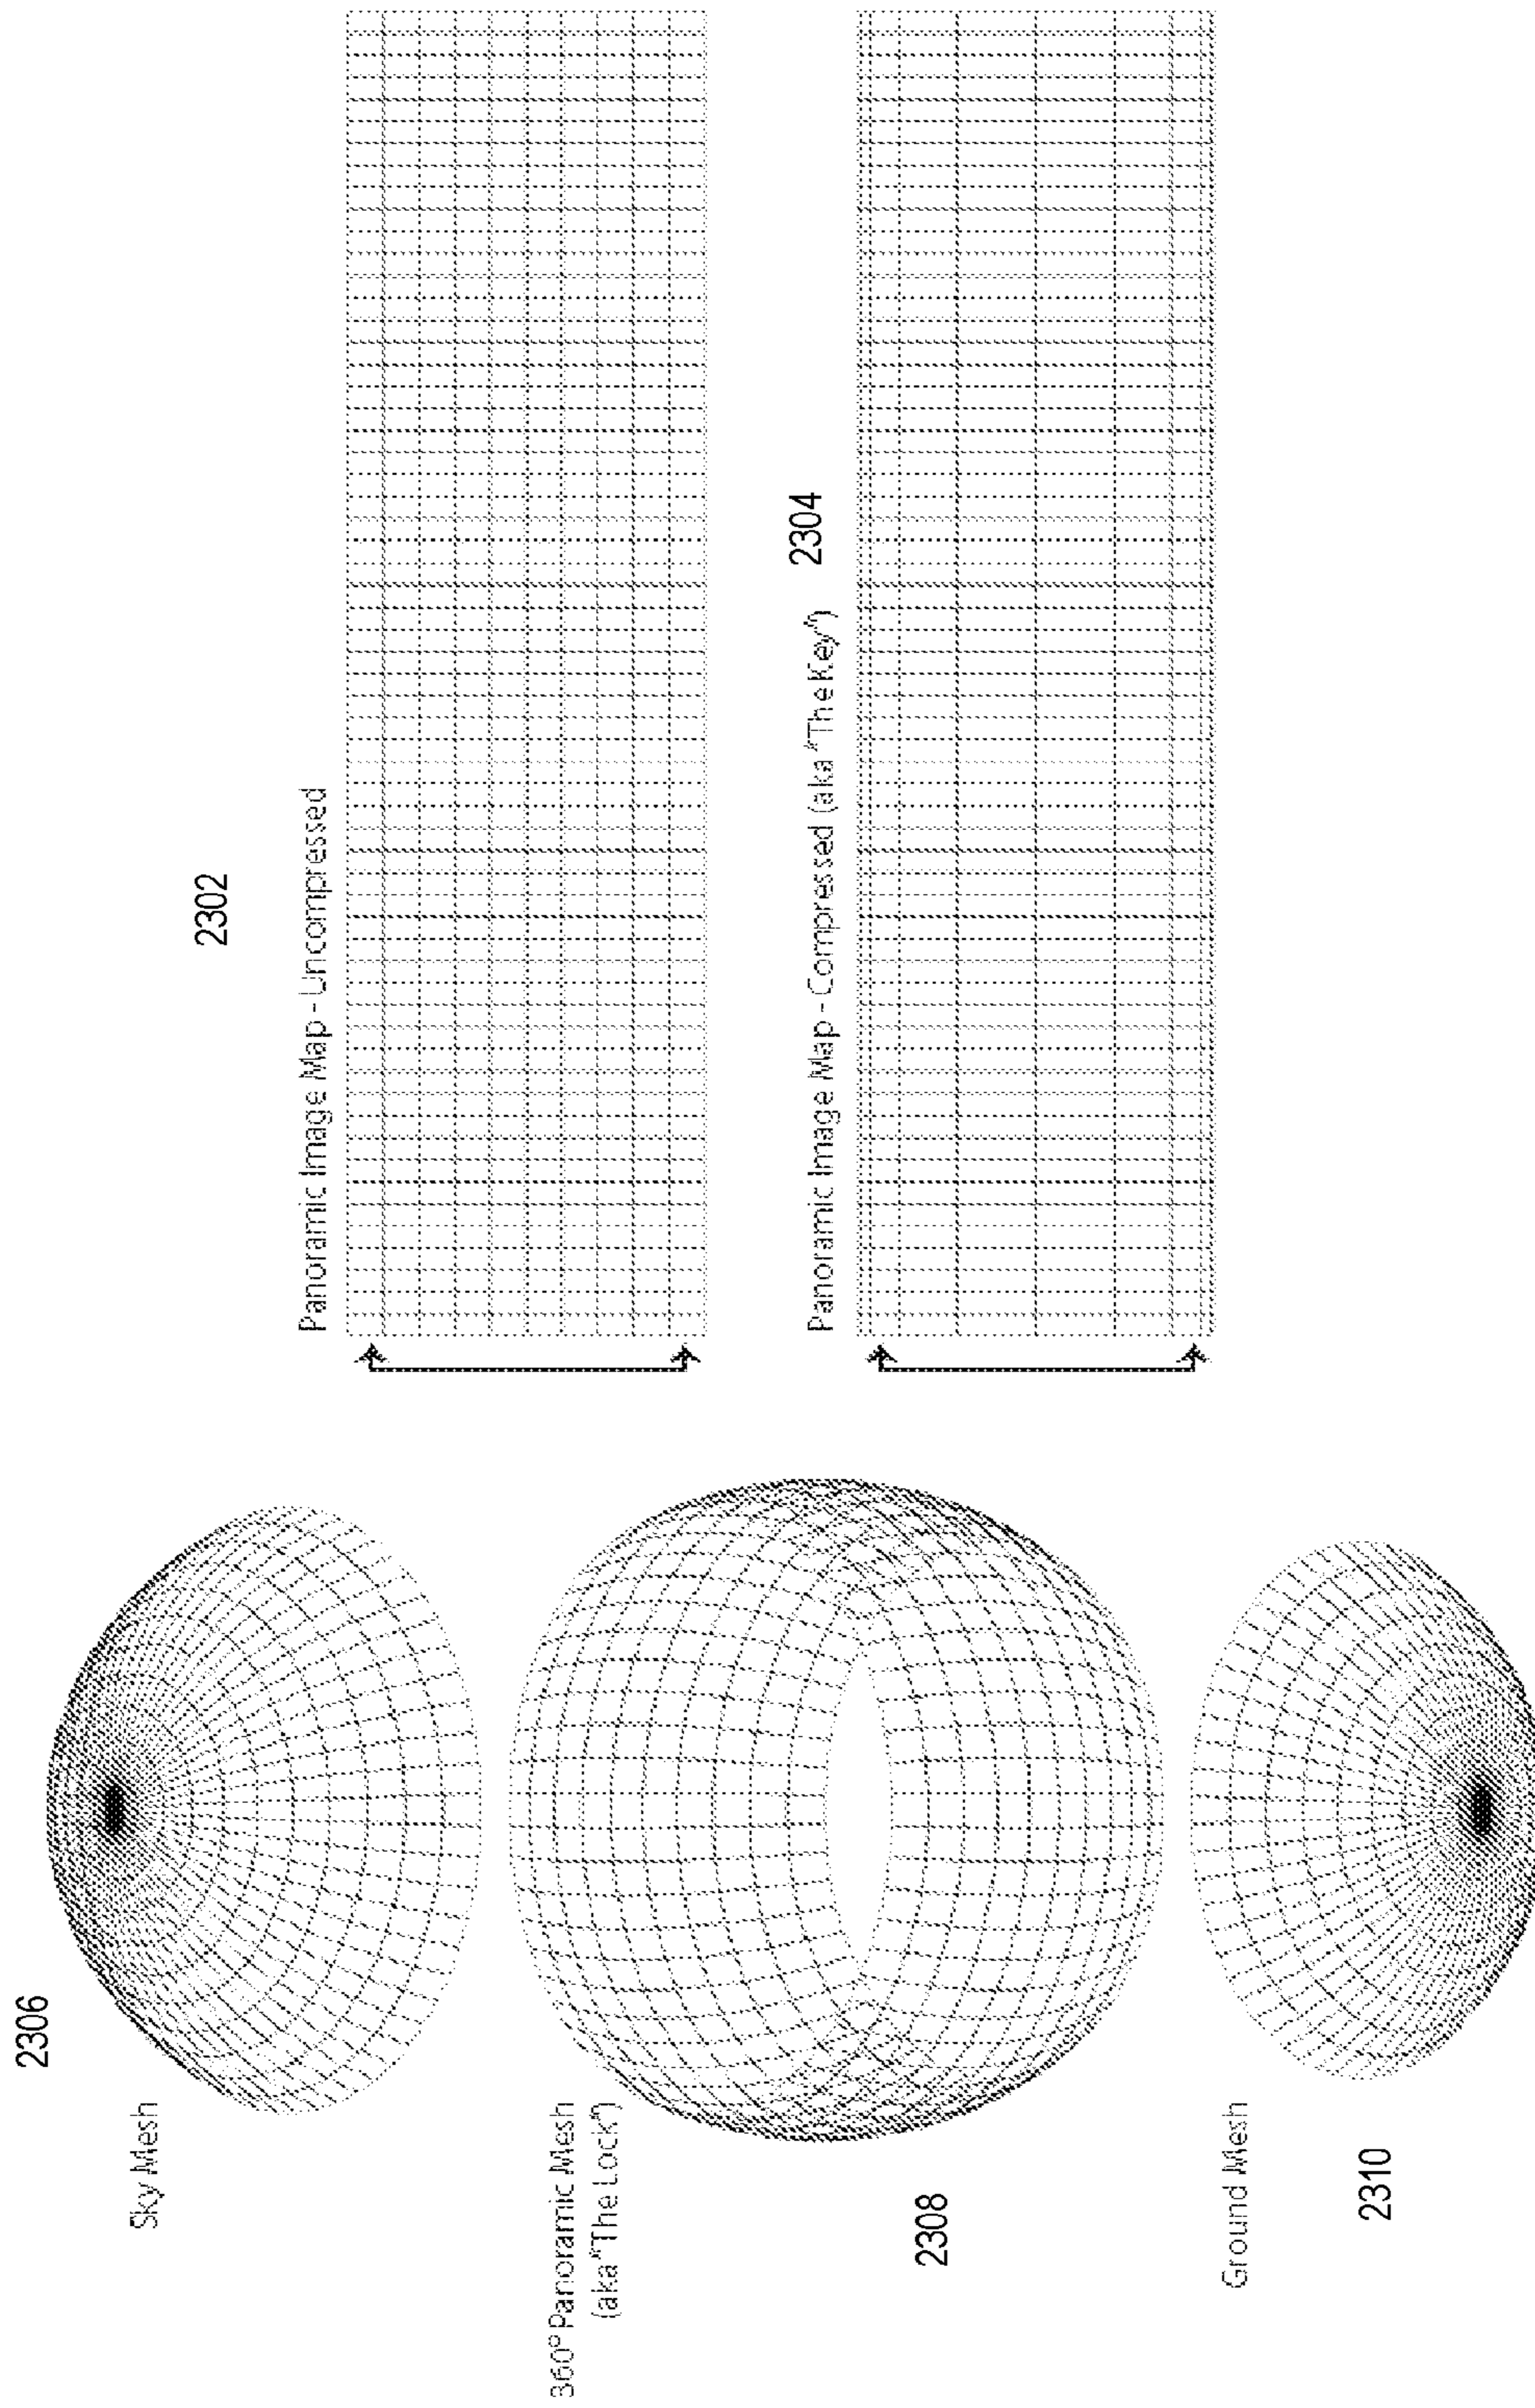 2306
Sky Mesh
360º Panoramic Mesh
(aka "The Lock")
2308
Ground Mesh
2310
2302
Panoramic Image Map - Uncompressed
2304
Panoramic Image Map - Compressed (aka "The Key")